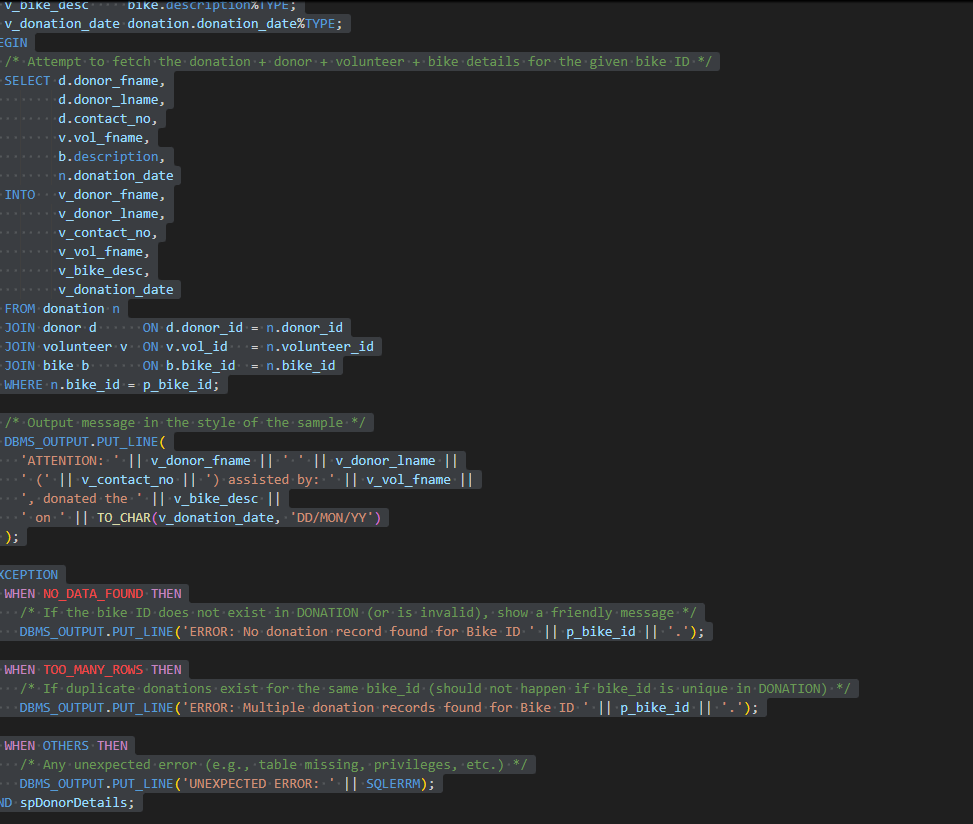 v_bike_desc     bike.description%TYPE;
v_donation_date donation.donation_date%TYPE;
EGIN
/* Attempt to fetch the donation + donor + volunteer + bike details for the given bike ID */
SELECT d.donor_fname,
       d.donor_lname,
       d.contact_no,
       v.vol_fname,
       b.description,
       n.donation_date
INTO   v_donor_fname,
       v_donor_lname,
       v_contact_no,
       v_vol_fname,
       v_bike_desc,
       v_donation_date
FROM donation n
JOIN donor d      ON d.donor_id = n.donor_id
JOIN volunteer v  ON v.vol_id   = n.volunteer_id
JOIN bike b       ON b.bike_id  = n.bike_id
WHERE n.bike_id = p_bike_id;
/* Output message in the style of the sample */
DBMS_OUTPUT.PUT_LINE(
  'ATTENTION: ' || v_donor_fname || ' ' || v_donor_lname ||
  ' (' || v_contact_no || ') assisted by: ' || v_vol_fname ||
  ', donated the ' || v_bike_desc ||
  ' on ' || TO_CHAR(v_donation_date, 'DD/MON/YY')
);
XCEPTION
WHEN NO_DATA_FOUND THEN
  /* If the bike ID does not exist in DONATION (or is invalid), show a friendly message */
  DBMS_OUTPUT.PUT_LINE('ERROR: No donation record found for Bike ID ' || p_bike_id || '.');
WHEN TOO_MANY_ROWS THEN
  /* If duplicate donations exist for the same bike_id (should not happen if bike_id is unique in DONATION) */
  DBMS_OUTPUT.PUT_LINE('ERROR: Multiple donation records found for Bike ID ' || p_bike_id || '.');
WHEN OTHERS THEN
  /* Any unexpected error (e.g., table missing, privileges, etc.) */
  DBMS_OUTPUT.PUT_LINE('UNEXPECTED ERROR: ' || SQLERRM);
ND spDonorDetails;